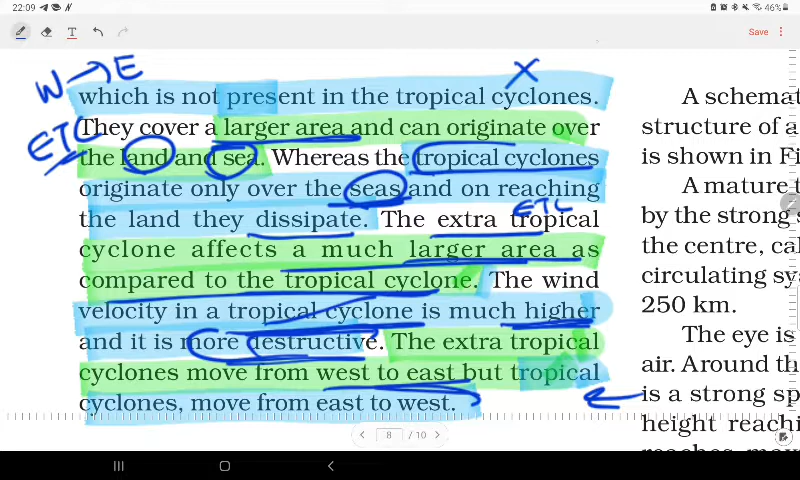 22:09
46%
Save
W → E
X
which is not present in the tropical cyclones.
They cover a larger area and can originate over
ETC
the land and sea. Whereas the tropical cyclones
originate only over the seas and on reaching
ETC
the land they dissipate. The extra tropical
cyclone affects a much larger area as
compared to the tropical cyclone. The wind
velocity in a tropical cyclone is much higher
and it is more destructive. The extra tropical
cyclones move from west to east but tropical
cyclones, move from east to west.
A schemat
structure of a
is shown in Fi
A mature t
by the strong s
the centre, cal
circulating sy
250 km.
The eye is
air. Around th
is a strong sp
height reachi
8 / 10